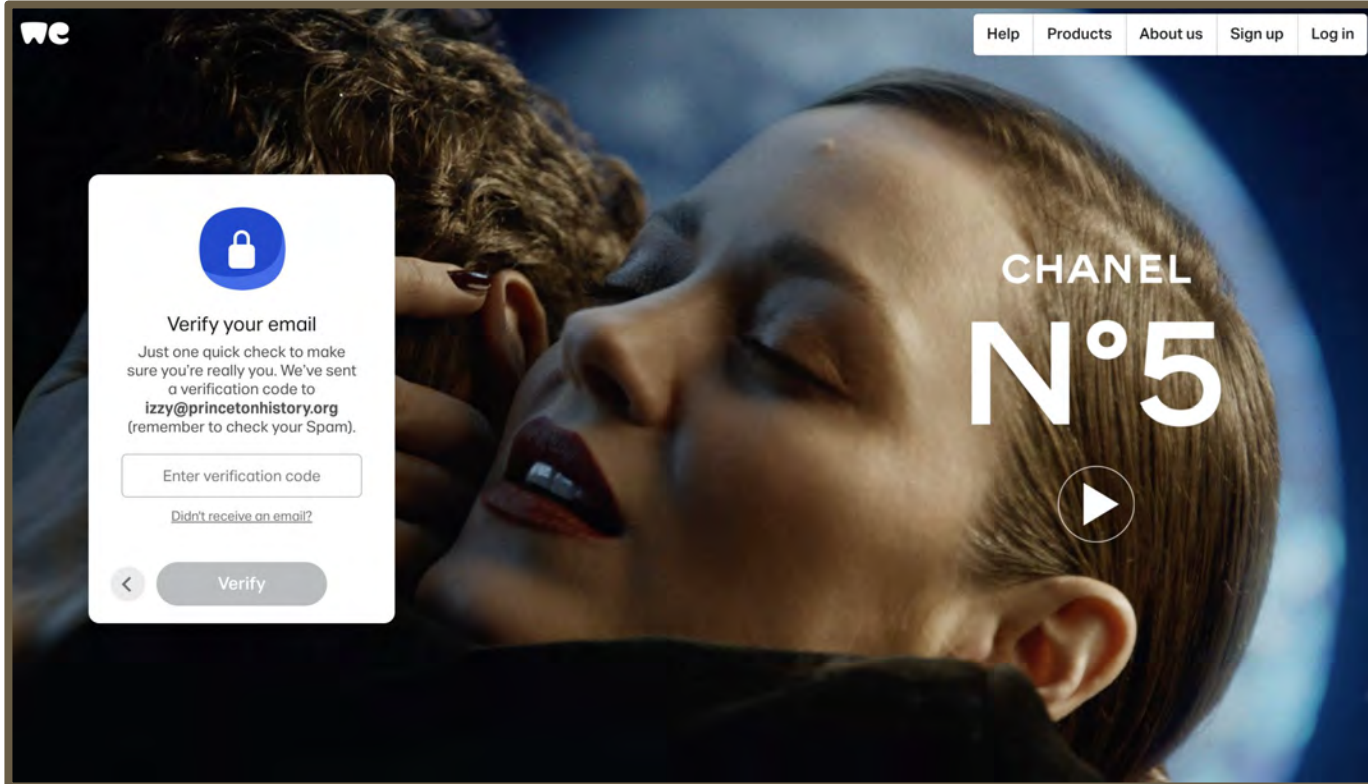 we
Help Products About us Sign up Log in
Verify your email
Just one quick check to make
sure you're really you. We've sent
a verification code to
izzy@princetonhistory.org
(remember to check your Spam).
Enter verification code
Didn't receive an email?
Verify
CHANEL
N°5